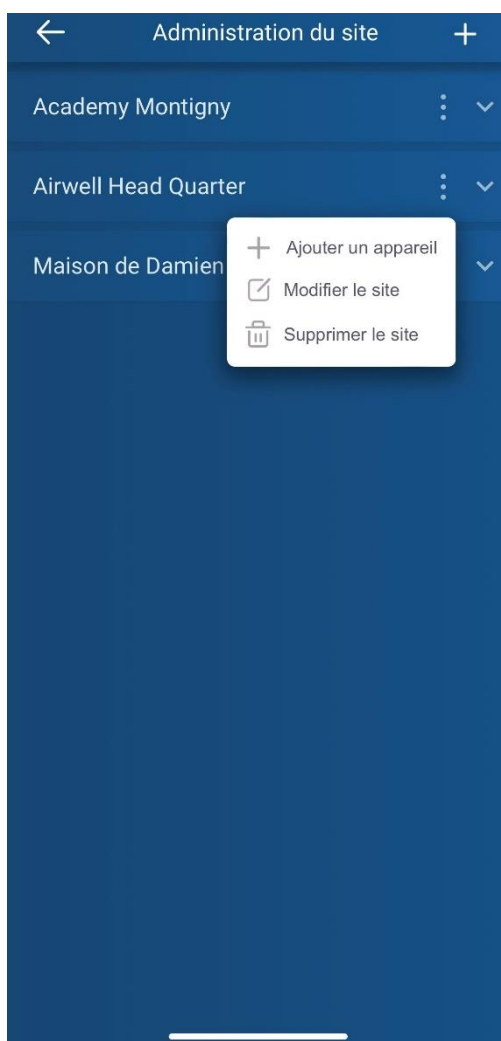 Administration du site
Academy Montigny
Airwell Head Quarter
Ajouter un appareil
Maison de Damien
Modifier le site
Supprimer le site